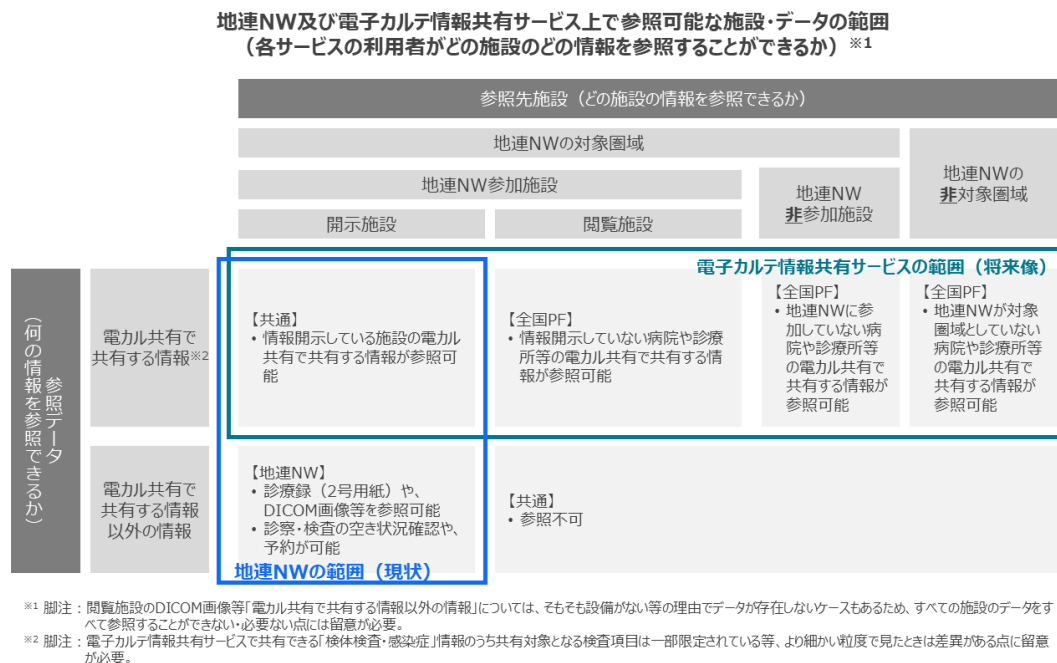 地連NW及び電子カルテ情報共有サービス上で参照可能な施設・データの範囲
（各サービスの利用者がどの施設のどの情報を参照することができるか）※1
参照先施設（どの施設の情報を参照できるか）
地連NWの対象圏域
地連NWの
非対象圏域
地連NW参加施設
地連NW
非参加施設
開示施設
閲覧施設
電子カルテ情報共有サービスの範囲（将来像）
参照データ
（何の情報を参照できるか）
電カル共有で
共有する情報※2
【共通】
• 情報開示している施設の電カル
共有で共有する情報が参照可
能
【全国PF】
• 情報開示していない病院や診療
所等の電カル共有で共有する情
報が参照可能
【全国PF】
• 地連NWに参
加していない病
院や診療所等
の電カル共有で
共有する情報が
参照可能
【全国PF】
• 地連NWが対象
圏域としていない
病院や診療所等
の電カル共有で
共有する情報が
参照可能
電カル共有で
共有する情報
以外の情報
【地連NW】
• 診療録（2号用紙）や、
DICOM画像等を参照可能
• 診察・検査の空き状況確認や、
予約が可能
【共通】
• 参照不可
地連NWの範囲（現状）
※1 脚注：閲覧施設のDICOM画像等「電カル共有で共有する情報以外の情報」については、そもそも設備がない等の理由でデータが存在しないケースもあるため、すべての施設のデータをす
べて参照することができない・必要ない点には留意が必要。
※2 脚注：電子カルテ情報共有サービスで共有できる「検体検査・感染症」情報のうち共有対象となる検査項目は一部限定されている等、より細かい粒度で見たときは差異がある点に留意
が必要。